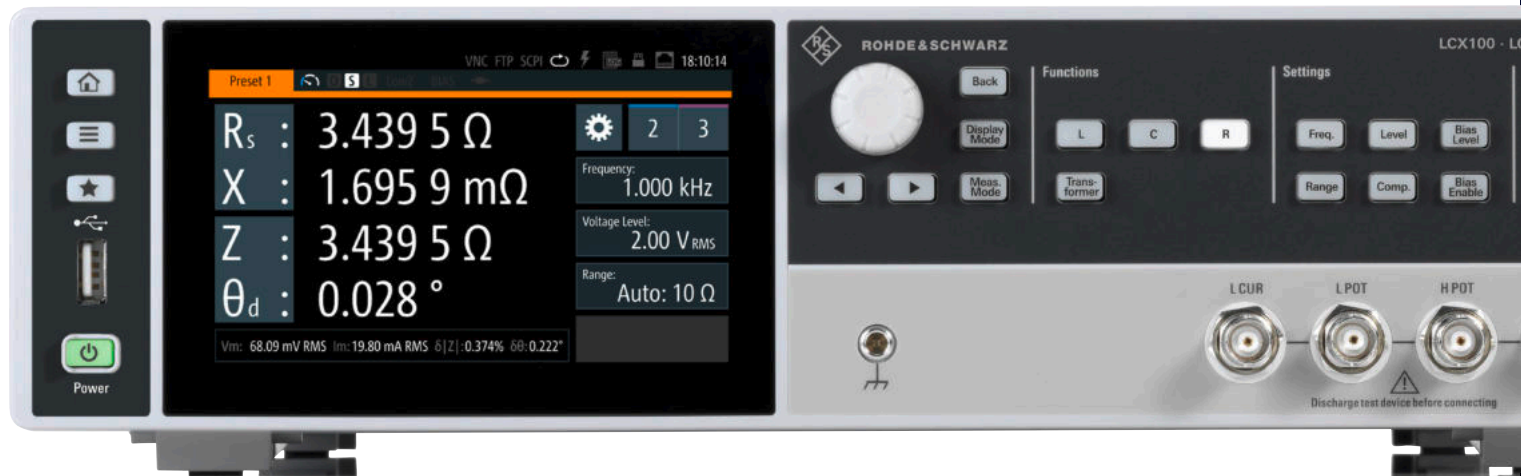 VNC FTP SCPI 18:10:14
Preset 1 S
Rs : 3.439 5 Ω
X : 1.695 9 mΩ
Z : 3.439 5 Ω
θd : 0.028 °
2 3
Frequency:
1.000 kHz
Voltage Level:
2.00 V RMS
Range:
Auto: 10 Ω
Vm: 68.09 mV RMS Im: 19.80 mA RMS δ|Z|:0.374% δθ:0.222°
Power
ROHDE&SCHWARZ
LCX100 · LC
Back
Display Mode
Meas. Mode
Functions
L C R
Trans-
former
Settings
Freq. Level Bias Level
Range Comp. Bias Enable
L CUR L POT H POT
Discharge test device before connecting